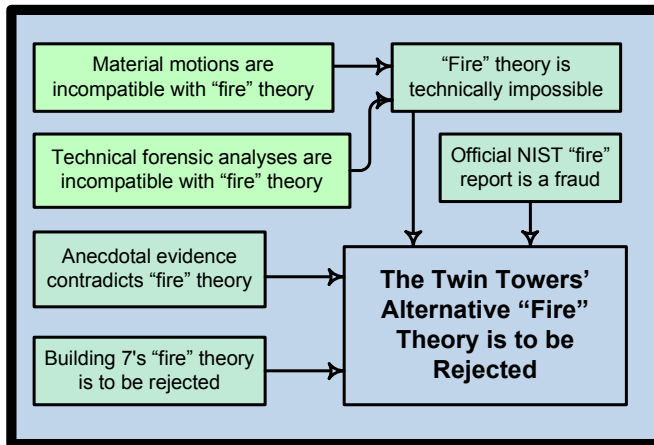 Material motions are
incompatible with “fire” theory
“Fire” theory is
technically impossible
Technical forensic analyses are
incompatible with “fire” theory
Official NIST “fire”
report is a fraud
Anecdotal evidence
contradicts “fire” theory
The Twin Towers’
Alternative “Fire”
Theory is to be
Rejected
Building 7's “fire” theory
is to be rejected